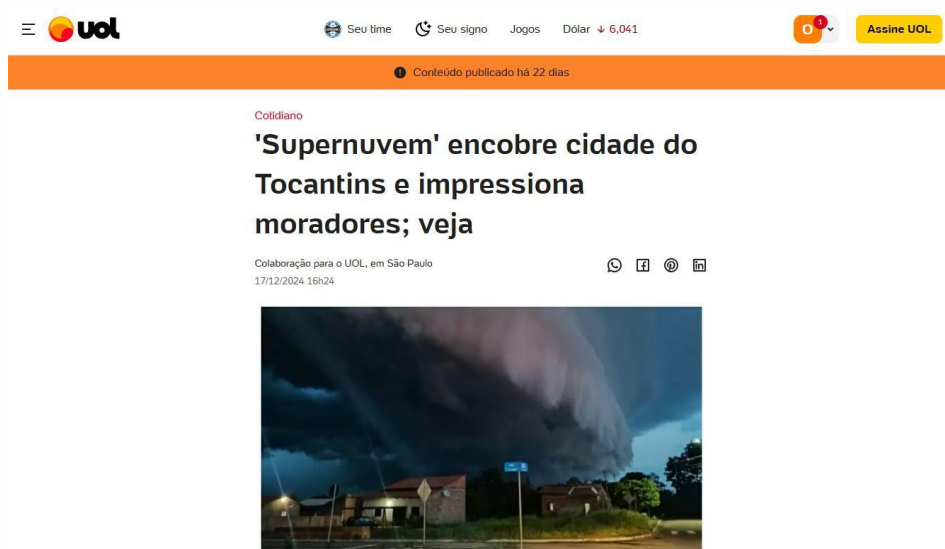 uol
Seu time Seu signo Jogos Dólar ↓ 6,041
O 1
Assine UOL
Conteúdo publicado há 22 dias
Cotidiano
'Supernuvem' encobre cidade do
Tocantins e impressiona
moradores; veja
Colaboração para o UOL, em São Paulo
17/12/2024 16h24